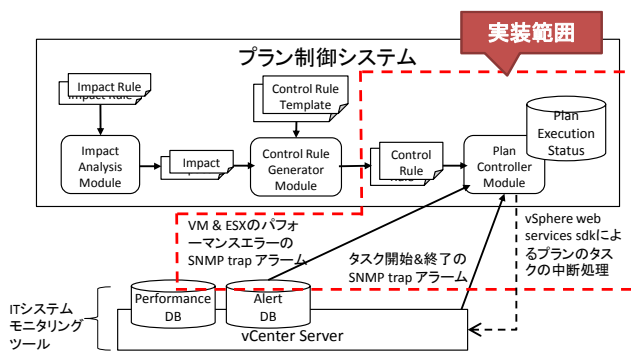 実装範囲
プラン制御システム
Impact Rule
Impact Rule
Control Rule
Template
Plan
Execution
Status
Impact
Analysis
Module
Impact
Control Rule
Generator
Module
Control
Rule
Plan
Controller
Module
VM & ESXのパフォ
ーマンスエラーの
SNMP trap アラーム
タスク開始&終了の
SNMP trap アラーム
vSphere web
services sdkによ
るプランのタス
クの中断処理
ITシステム
モニタリング
ツール
Performance
DB
Alert
DB
vCenter Server